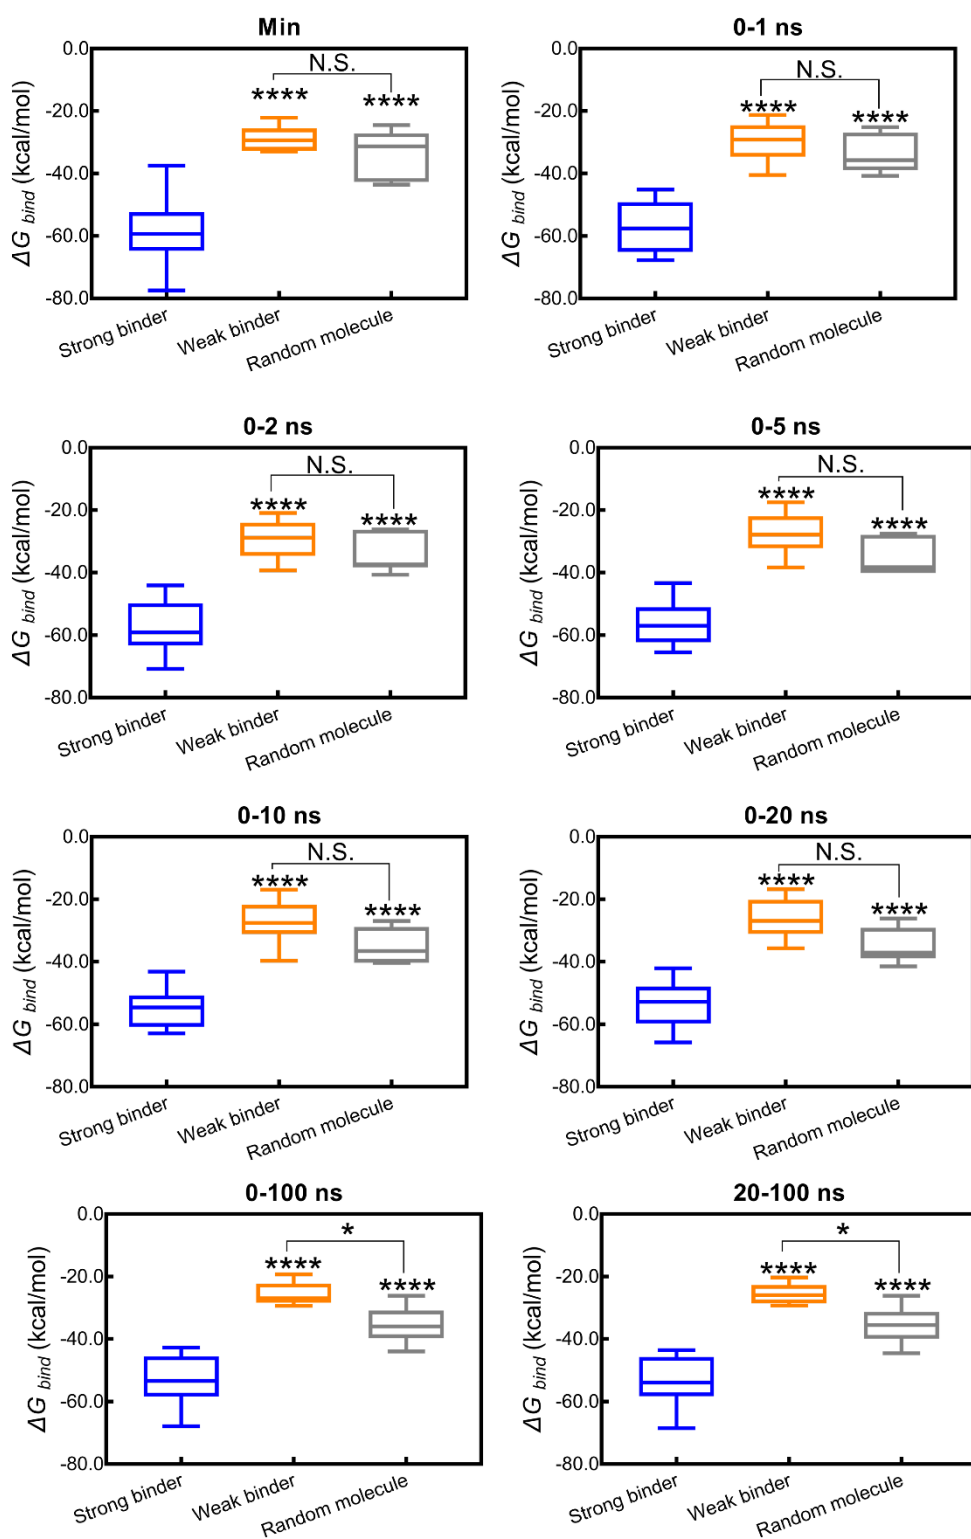 Min
0.0
-20.0
-40.0
-60.0
-80.0
ΔG bind (kcal/mol)
N.S.
****
****
Strong binder
Weak binder
Random molecule
0-1 ns
0.0
-20.0
-40.0
-60.0
-80.0
ΔG bind (kcal/mol)
N.S.
****
****
Strong binder
Weak binder
Random molecule
0-2 ns
0.0
-20.0
-40.0
-60.0
-80.0
ΔG bind (kcal/mol)
N.S.
****
****
Strong binder
Weak binder
Random molecule
0-5 ns
0.0
-20.0
-40.0
-60.0
-80.0
ΔG bind (kcal/mol)
N.S.
****
****
Strong binder
Weak binder
Random molecule
0-10 ns
0.0
-20.0
-40.0
-60.0
-80.0
ΔG bind (kcal/mol)
N.S.
****
****
Strong binder
Weak binder
Random molecule
0-20 ns
0.0
-20.0
-40.0
-60.0
-80.0
ΔG bind (kcal/mol)
N.S.
****
****
Strong binder
Weak binder
Random molecule
0-100 ns
0.0
-20.0
-40.0
-60.0
-80.0
ΔG bind (kcal/mol)
*
****
****
Strong binder
Weak binder
Random molecule
20-100 ns
0.0
-20.0
-40.0
-60.0
-80.0
ΔG bind (kcal/mol)
*
****
****
Strong binder
Weak binder
Random molecule